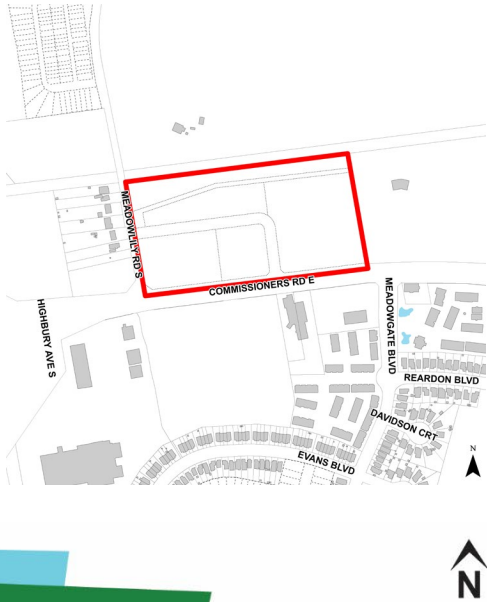 MEADOWLILY RD S
COMMISSIONERS RD E
HIGHBURY AVE S
MEADOWGATE BLVD
REARDON BLVD
DAVIDSON CRT
EVANS BLVD
N
N